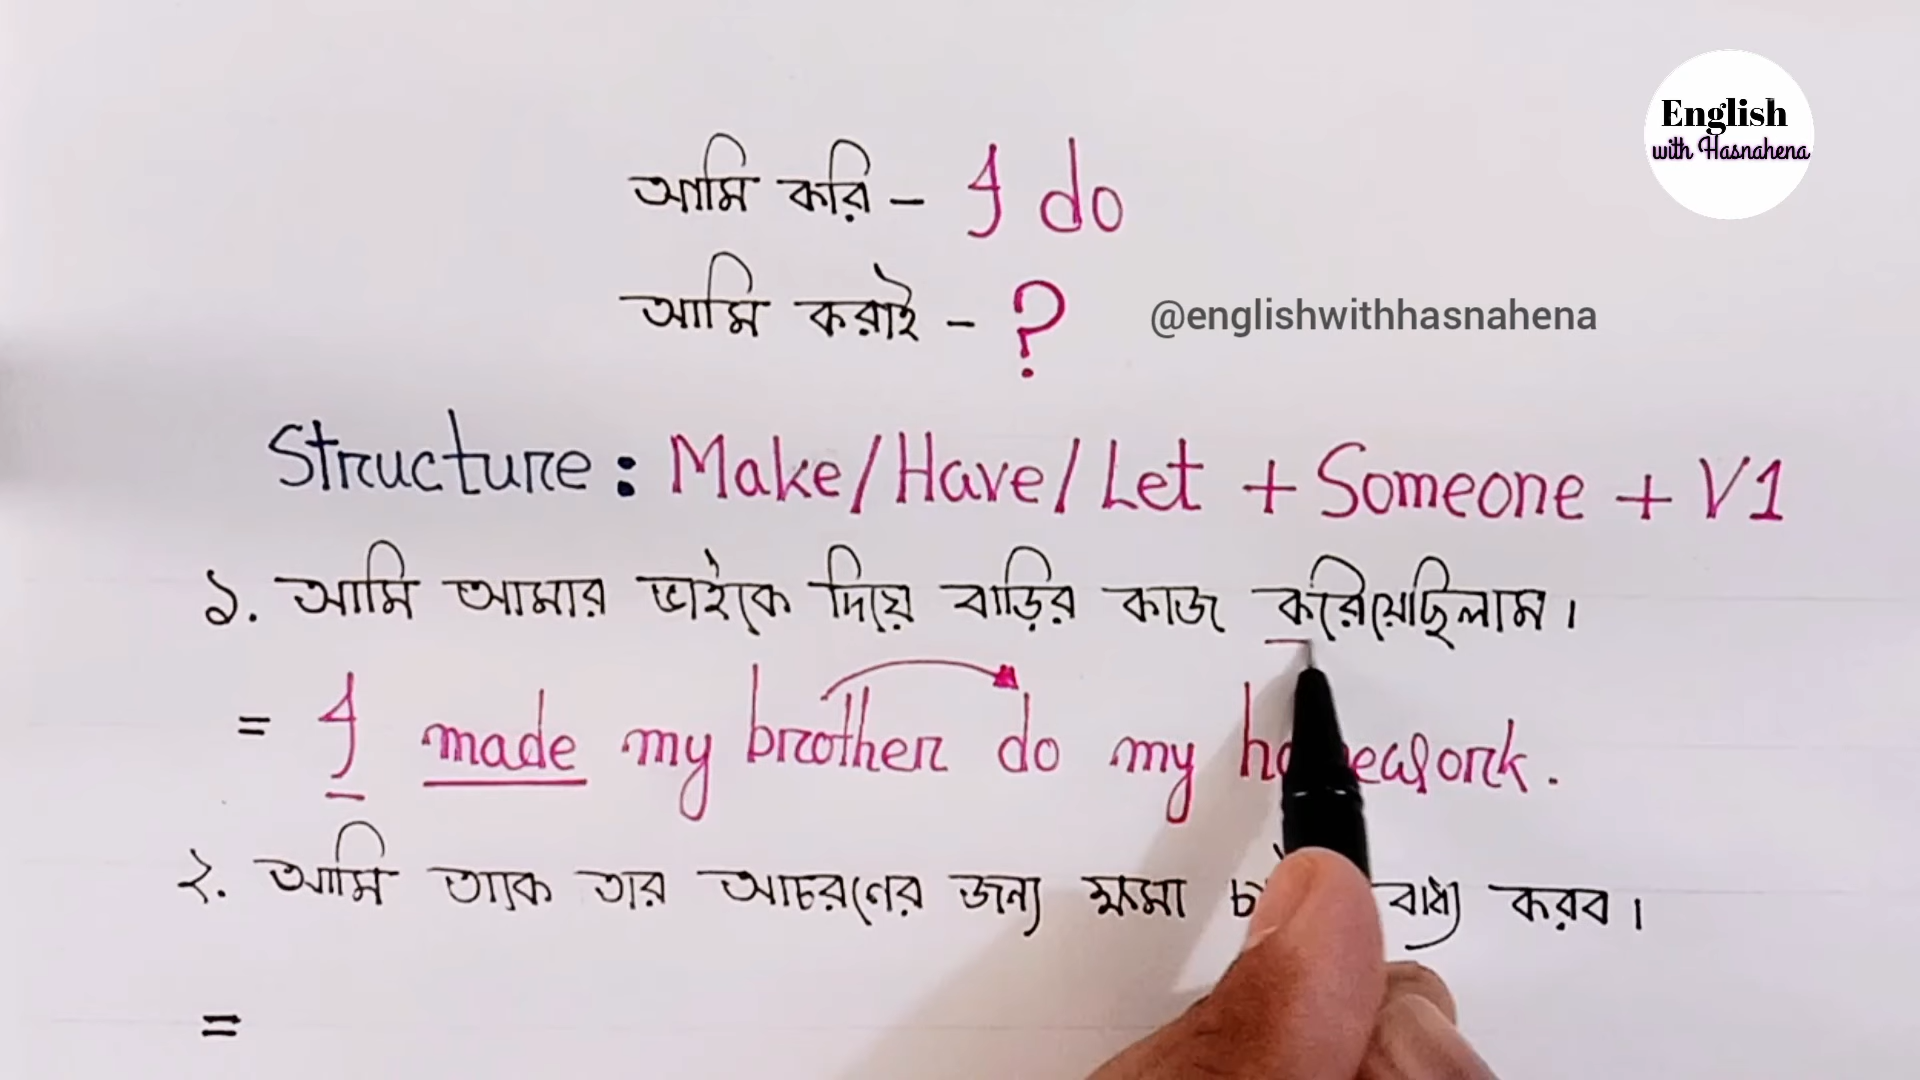 English
with Hasnahena
আমি করি - I do
আমি করাই - ?
@englishwithhasnahena
Structure : Make/Have/Let + Someone + V1
১. আমি আমার ভাইকে দিয়ে বাড়ির কাজ করিয়েছিলাম।
= I made my brother do my homework.
২. আমি তাকে তার আচরণের জন্য ক্ষমা বাধ্য করব।
=